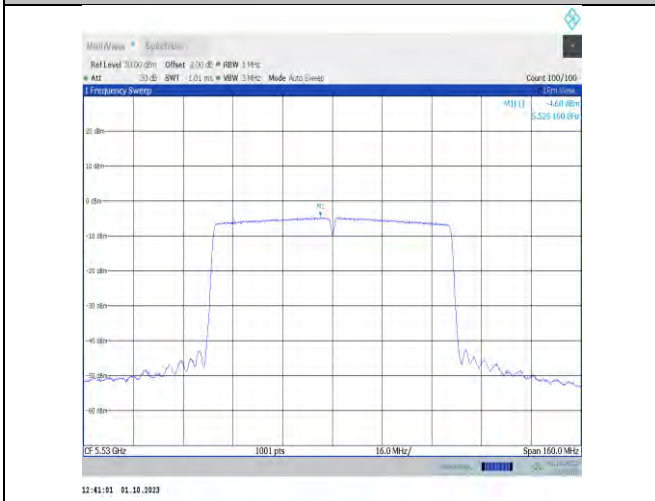 MultiView Spectrum
Ref Level 30.00 dBm Offset 2.00 dB RBW 1 MHz
Att 30 dB SWT 1.01 ms VBW 3 MHz Mode Auto Sweep Count 100/100
1 Frequency Sweep 1Rm View
M1[1] -4.60 dBm
5.526 160 GHz
20 dBm
10 dBm
0 dBm
M1
-10 dBm
-20 dBm
-30 dBm
-40 dBm
-50 dBm
-60 dBm
CF 5.53 GHz 1001 pts 16.0 MHz/ Span 160.0 MHz
12:41:01 01.10.2023